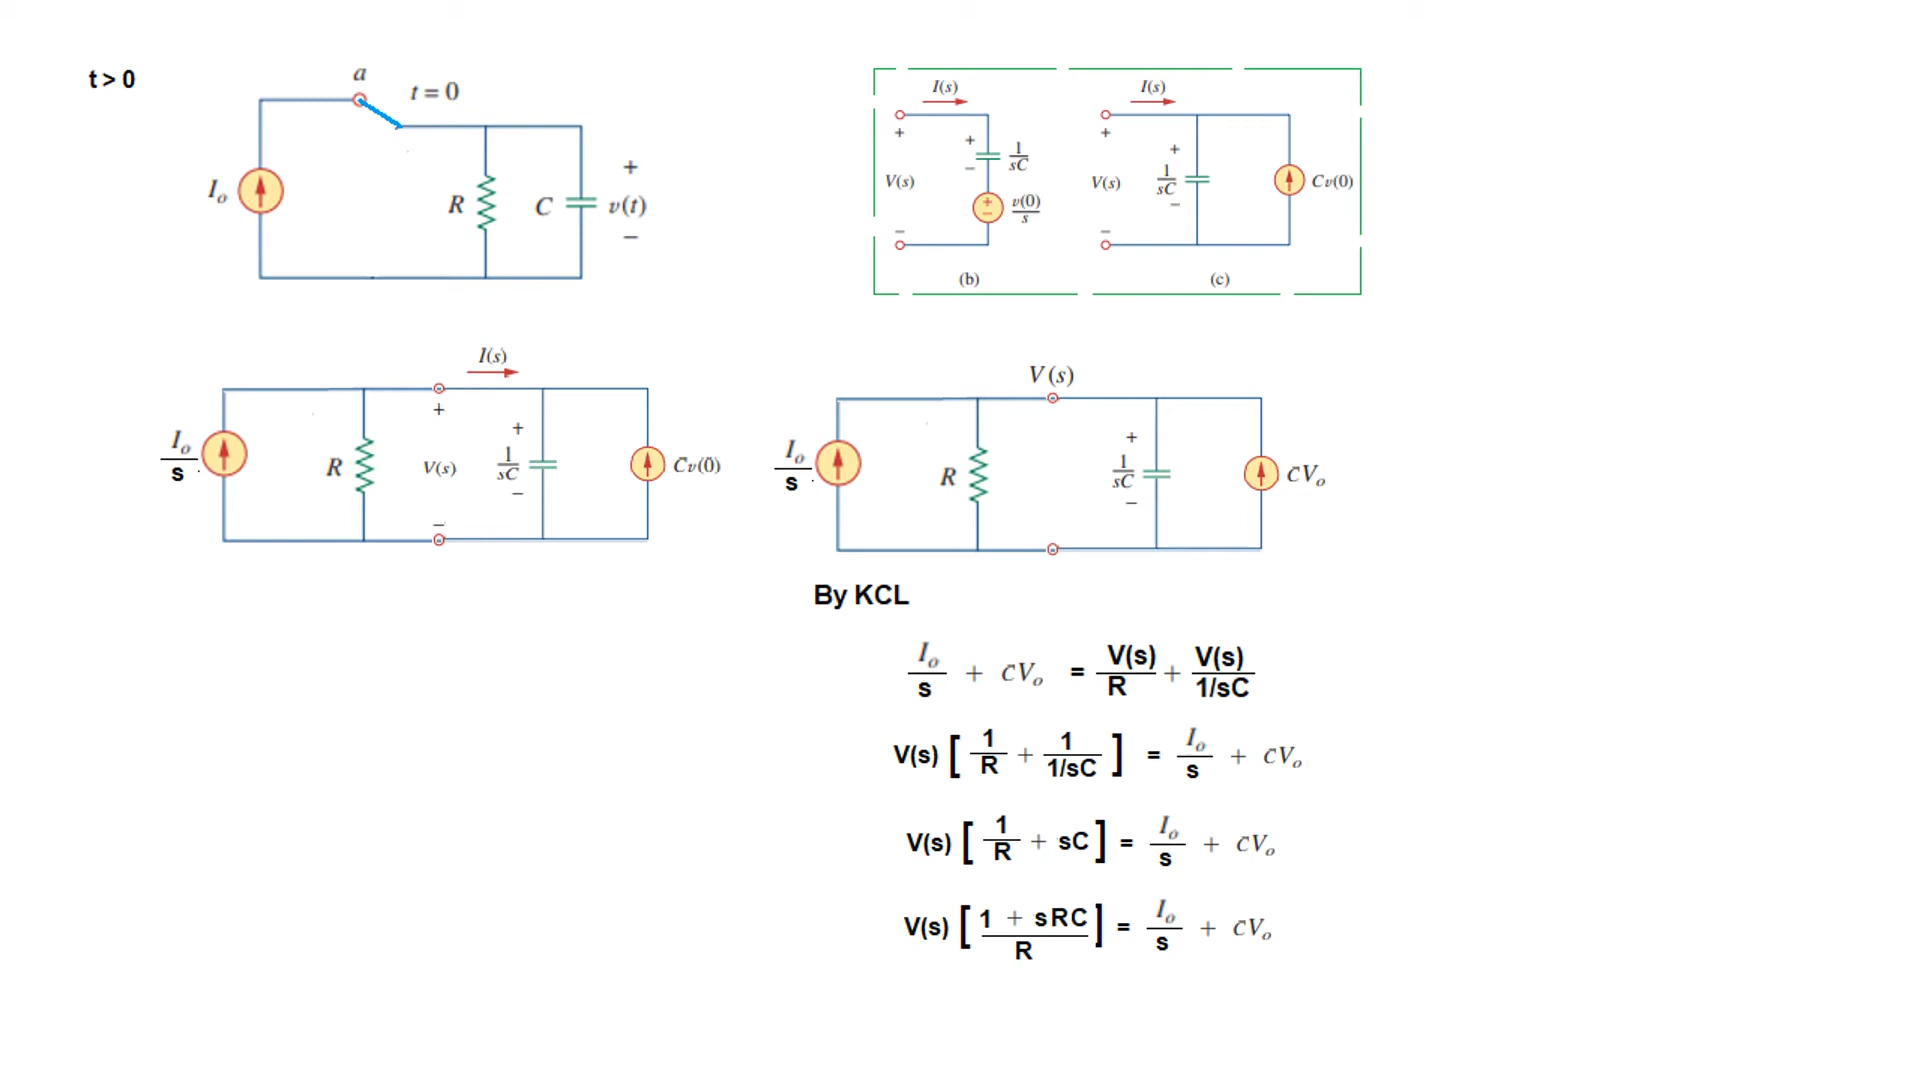 t > 0
a
t = 0
I_o
R
C
+
v(t)
−
I(s)
+
V(s)
−
+
1/sC
−
+
−
v(0)/s
(b)
I(s)
+
V(s)
−
+
1/sC
−
Cv(0)
(c)
I(s)
I_o/s
R
+
V(s)
−
+
1/sC
−
Cv(0)
V(s)
I_o/s
R
+
1/sC
−
CV_o
By KCL
I_o/s + CV_o = V(s)/R + V(s)/1/sC
V(s) [ 1/R + 1/1/sC ] = I_o/s + CV_o
V(s) [ 1/R + sC ] = I_o/s + CV_o
V(s) [ 1 + sRC/R ] = I_o/s + CV_o